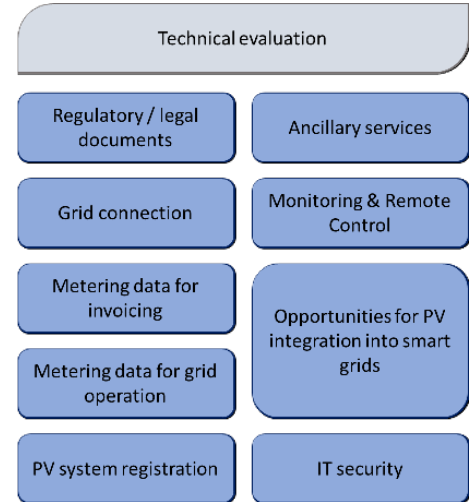 Technical evaluation
Regulatory / legal
documents
Ancillary services
Grid connection
Monitoring & Remote
Control
Metering data for
invoicing
Opportunities for PV
integration into smart
grids
Metering data for grid
operation
PV system registration
IT security